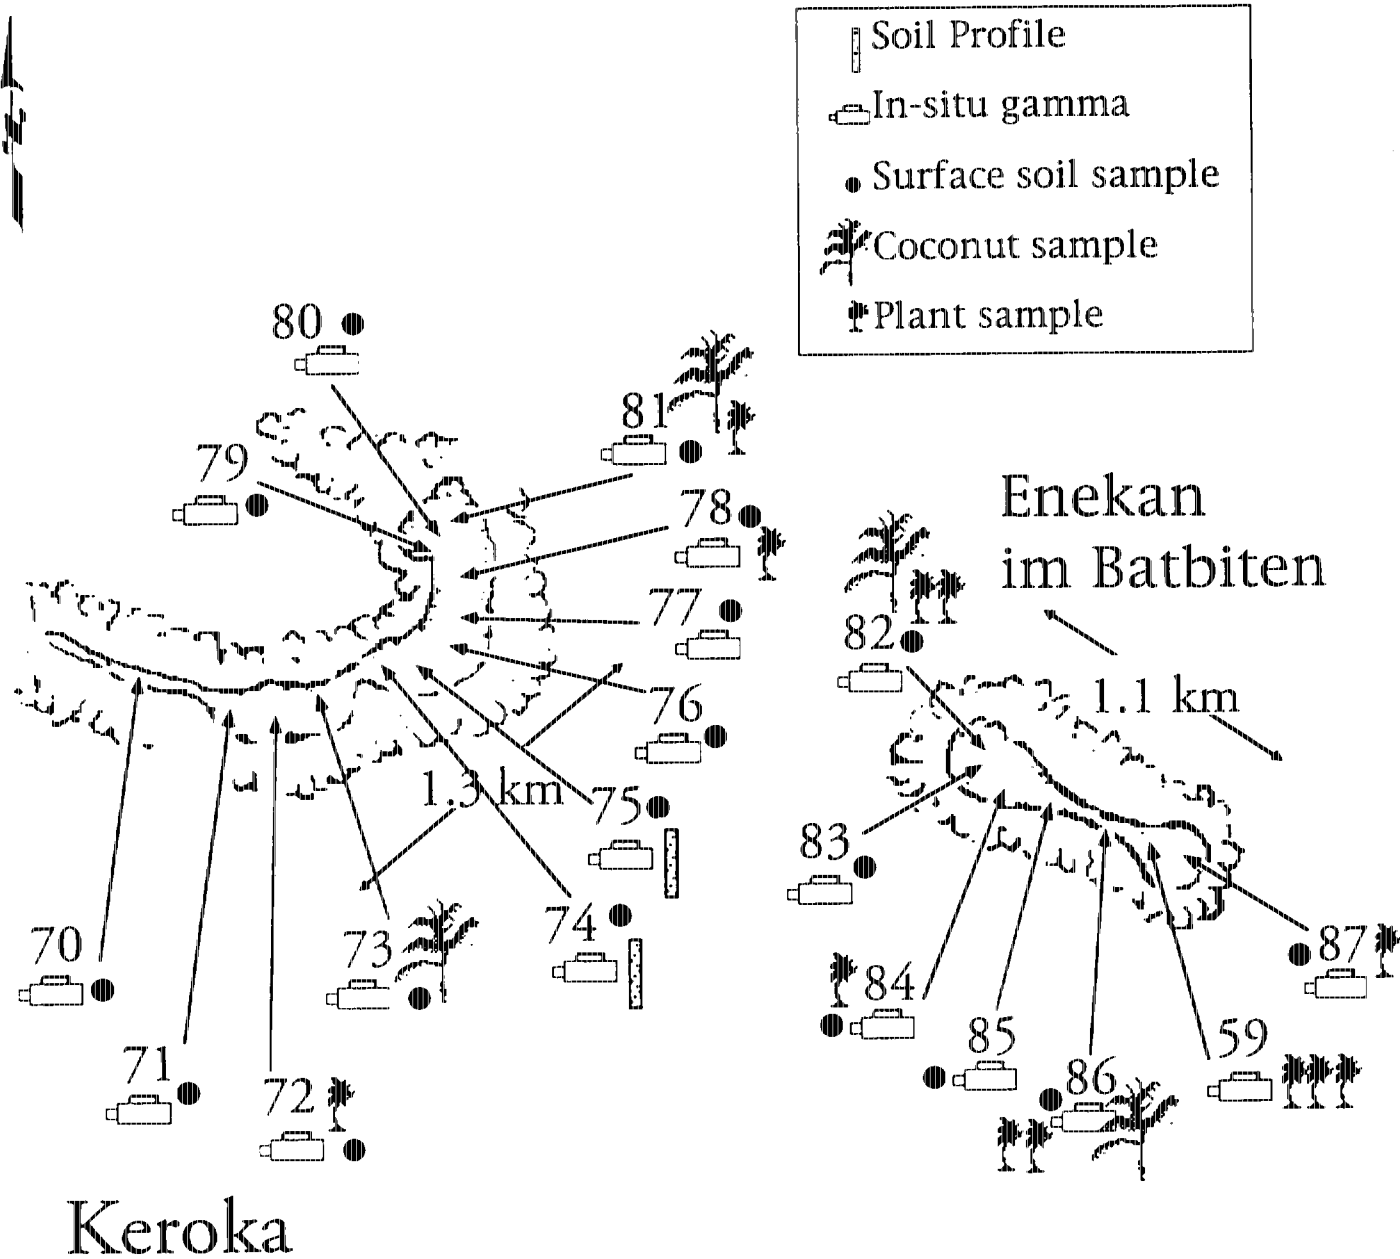 Soil Profile
In-situ gamma
Surface soil sample
Coconut sample
Plant sample
80
81
79
78
Enekan
im Batbiten
77
82
76
1.1 km
1.3 km
75
83
74
73
70
87
84
85
59
71
72
86
Keroka